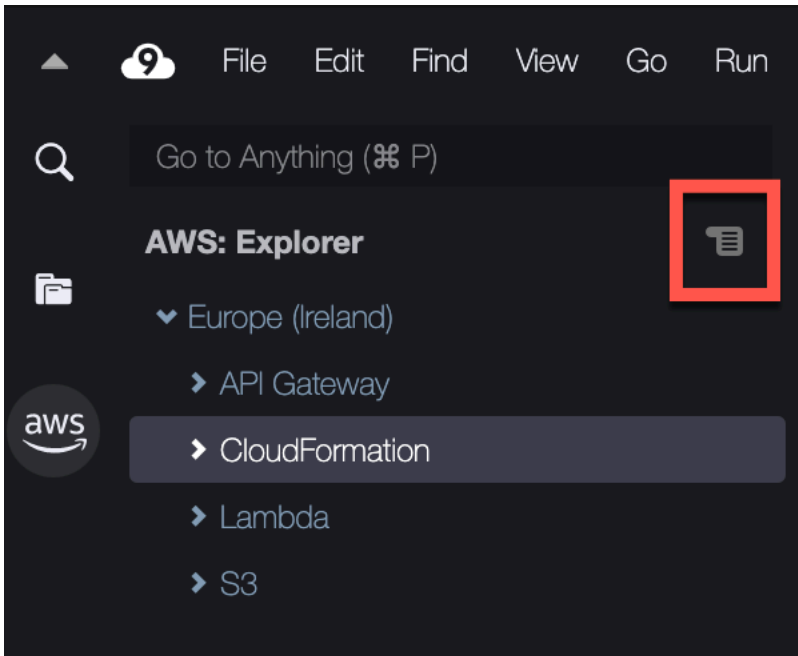 9 File Edit Find View Go Run
Go to Anything (⌘ P)
AWS: Explorer
Europe (Ireland)
API Gateway
aws
CloudFormation
Lambda
S3